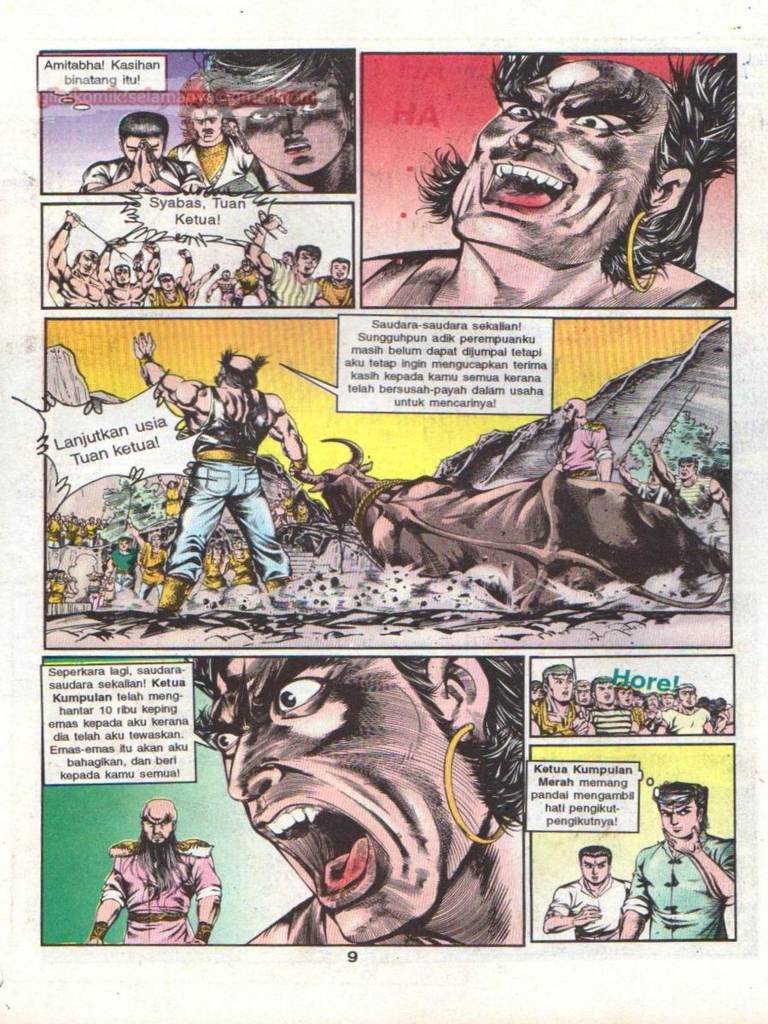 Amitabha! Kasihan
binatang itu!
HA
HA
Syabas, Tuan
Ketua!
Saudara-saudara sekalian!
Sungguhpun adik perempuanku
masih belum dapat dijumpai tetapi
aku tetap ingin mengucapkan terima
kasih kepada kamu semua kerana
telah bersusah-payah dalam usaha
untuk mencarinya!
Lanjutkan usia
Tuan ketua!
Seperkara lagi, saudara-
saudara sekalian! Ketua
Kumpulan telah meng-
hantar 10 ribu keping
emas kepada aku kerana
dia telah aku tewaskan.
Emas-emas itu akan aku
bahagikan, dan beri
kepada kamu semua!
Hore!
Ketua Kumpulan
Merah memang
pandai mengambil
hati pengikut-
pengikutnya!
9